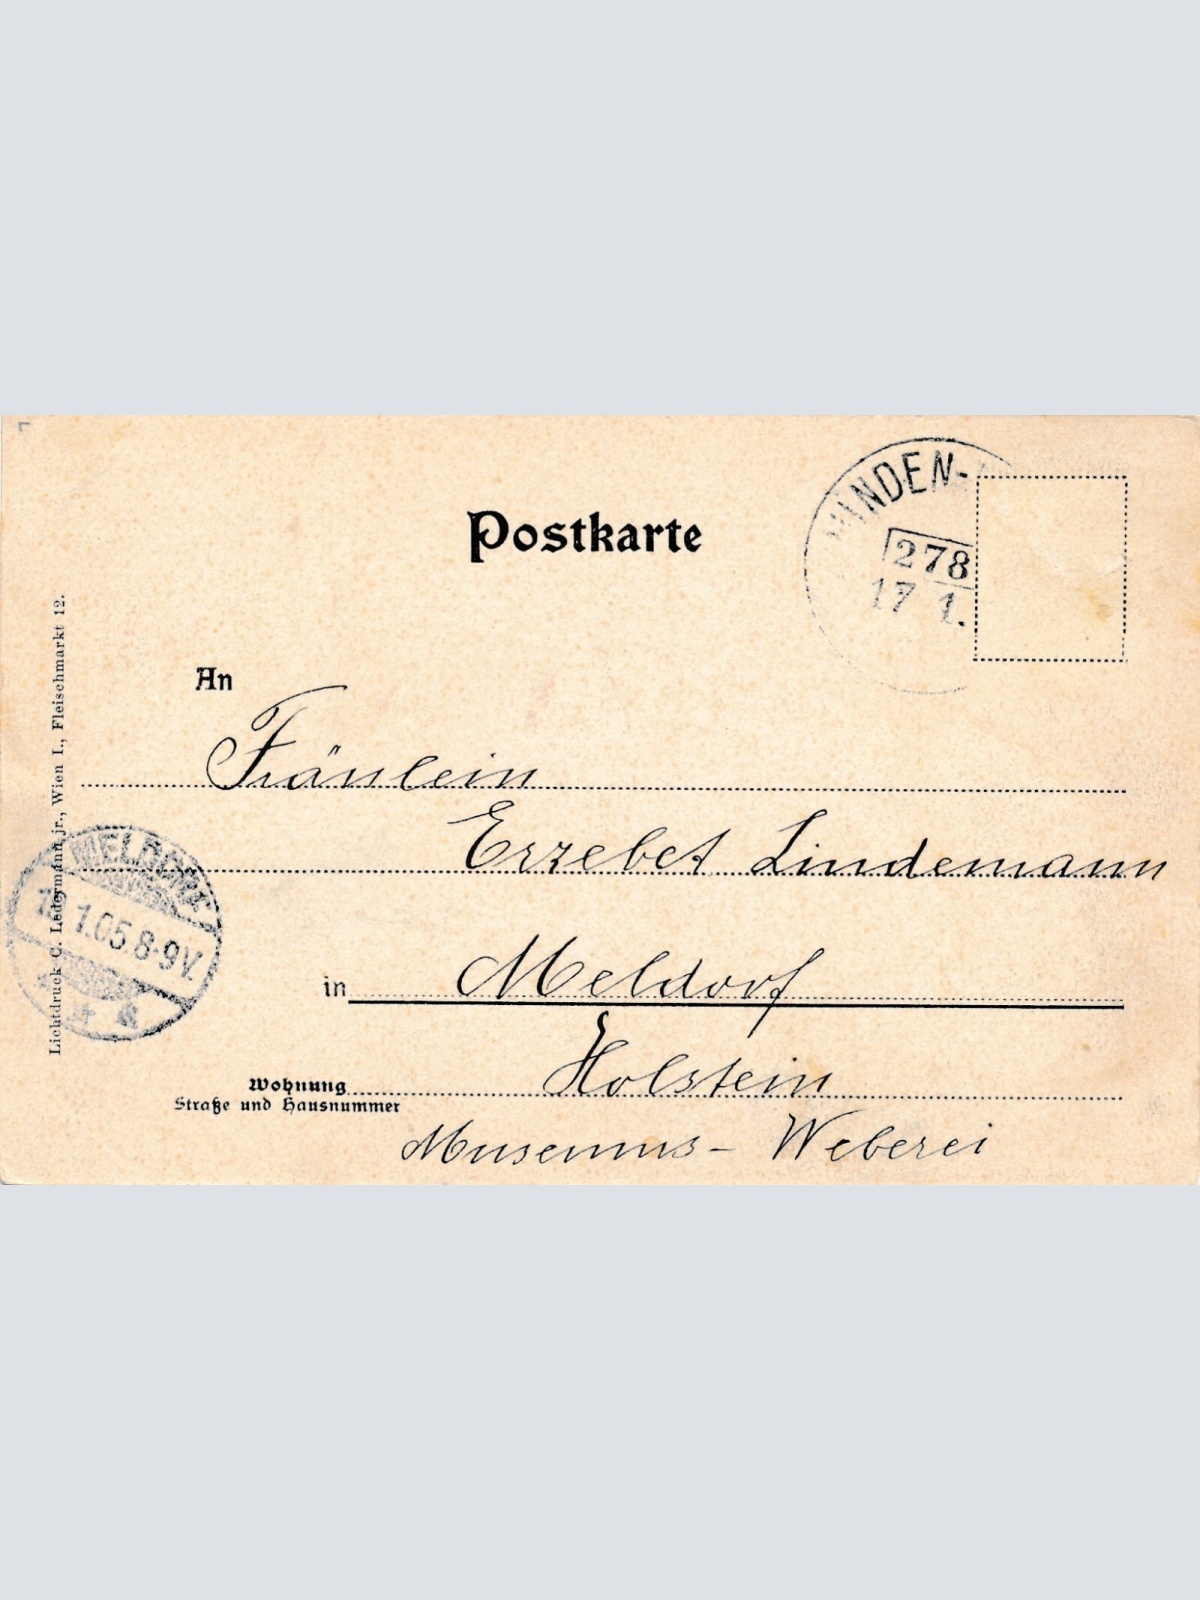 Postkarte
MINDEN-
278
17 1.
An
Fräulein
Erzebet Lindemann
in Meldorf
Holstein
Wohnung
Straße und Hausnummer
Museums- Weberei
Lichtdruck C. Ledermann jr., Wien I., Fleischmarkt 12.
MELDORF
1.05 8-9V.